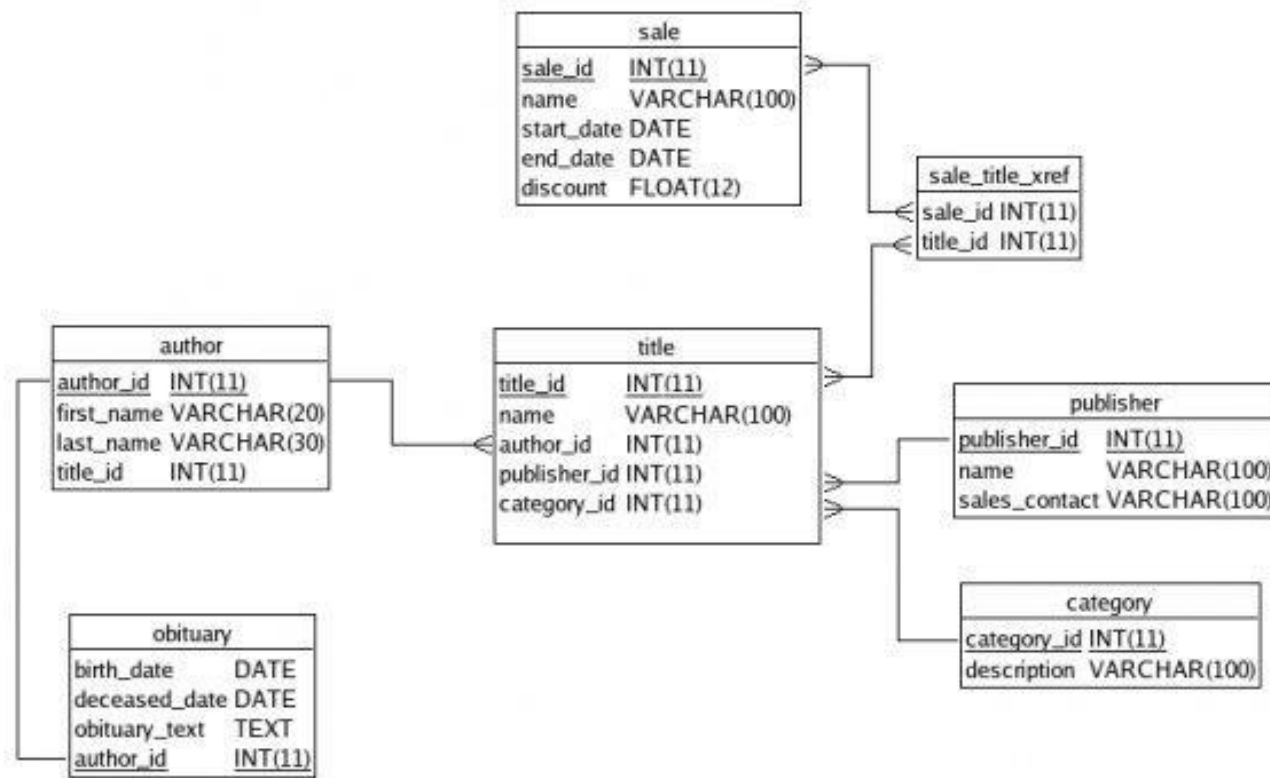 sale
sale_id INT(11)
name VARCHAR(100)
start_date DATE
end_date DATE
discount FLOAT(12)
sale_title_xref
sale_id INT(11)
title_id INT(11)
author
author_id INT(11)
first_name VARCHAR(20)
last_name VARCHAR(30)
title_id INT(11)
title
title_id INT(11)
name VARCHAR(100)
author_id INT(11)
publisher_id INT(11)
category_id INT(11)
publisher
publisher_id INT(11)
name VARCHAR(100)
sales_contact VARCHAR(100)
obituary
birth_date DATE
deceased_date DATE
obituary_text TEXT
author_id INT(11)
category
category_id INT(11)
description VARCHAR(100)